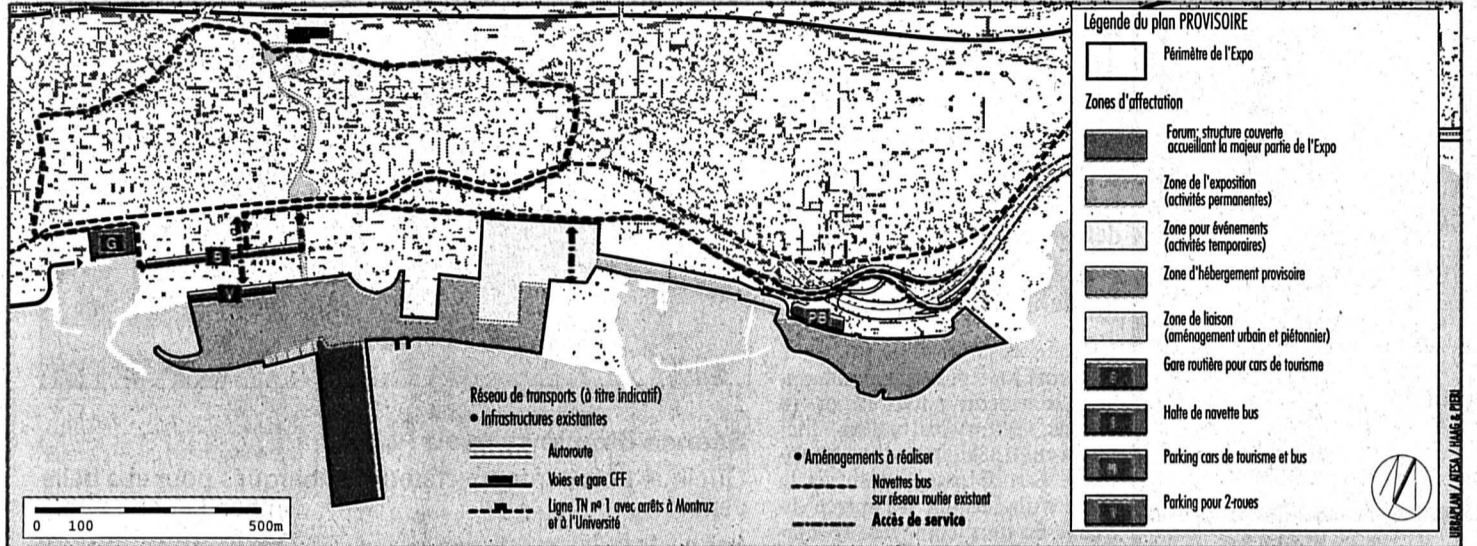 Légende du plan PROVISOIRE
Périmètre de l'Expo
Zones d'affectation
Forum: structure couverte
accueillant la majeur partie de l'Expo
Zone de l'exposition
(activités permanentes)
Zone pour événements
(activités temporaires)
Zone d'hébergement provisoire
Zone de liaison
(aménagement urbain et piétonnier)
Gare routière pour cars de tourisme
Halte de navette bus
Parking cars de tourisme et bus
Parking pour 2-roues
G
B
V
PB
Réseau de transports (à titre indicatif)
• Infrastructures existantes
Autoroute
Voies et gare CFF
Ligne TN nº 1 avec arrêts à Montruz
et à l'Université
• Aménagements à réaliser
Navettes bus
sur réseau routier existant
Accès de service
0 100 500m
URBAPLAN / ATESA / HAAG & PIERI